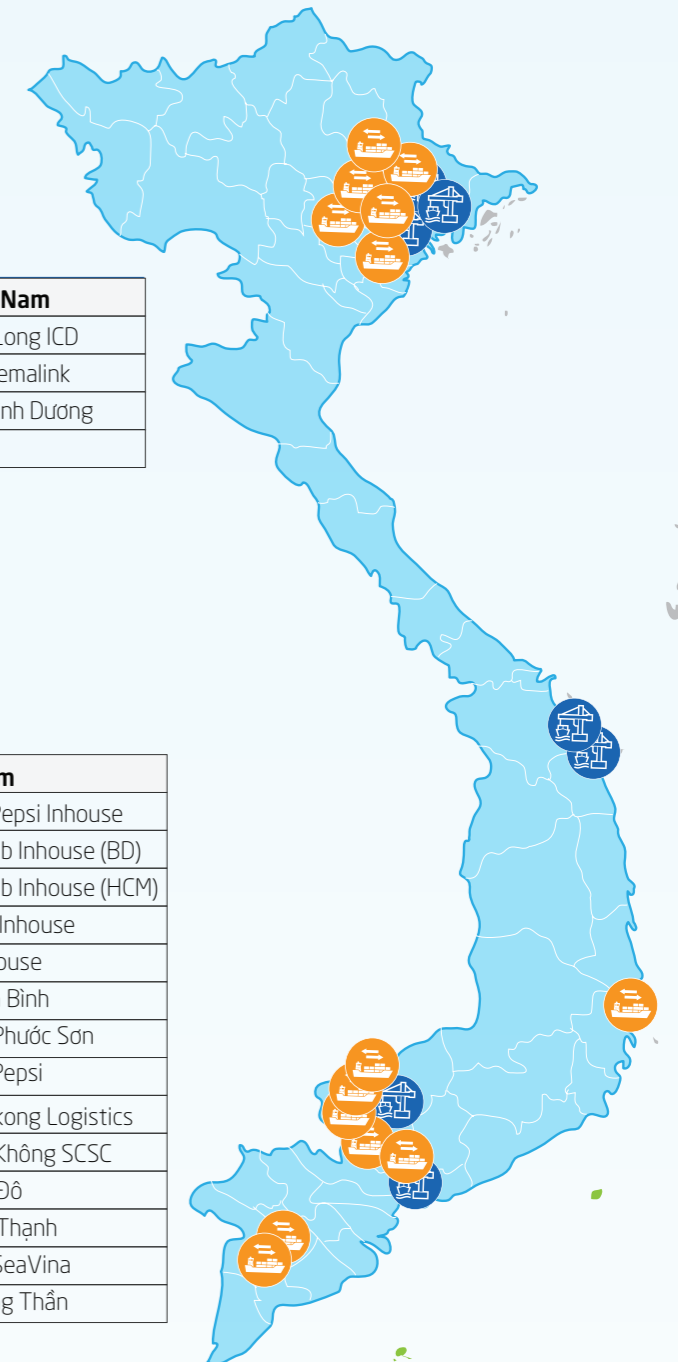 Nam
Long ICD
emalink
nh Dương
m
Pepsi Inhouse
b Inhouse (BD)
b Inhouse (HCM)
Inhouse
ouse
Bình
Phước Sơn
Pepsi
kong Logistics
Không SCSC
Đô
Thạnh
SeaVina
g Thần